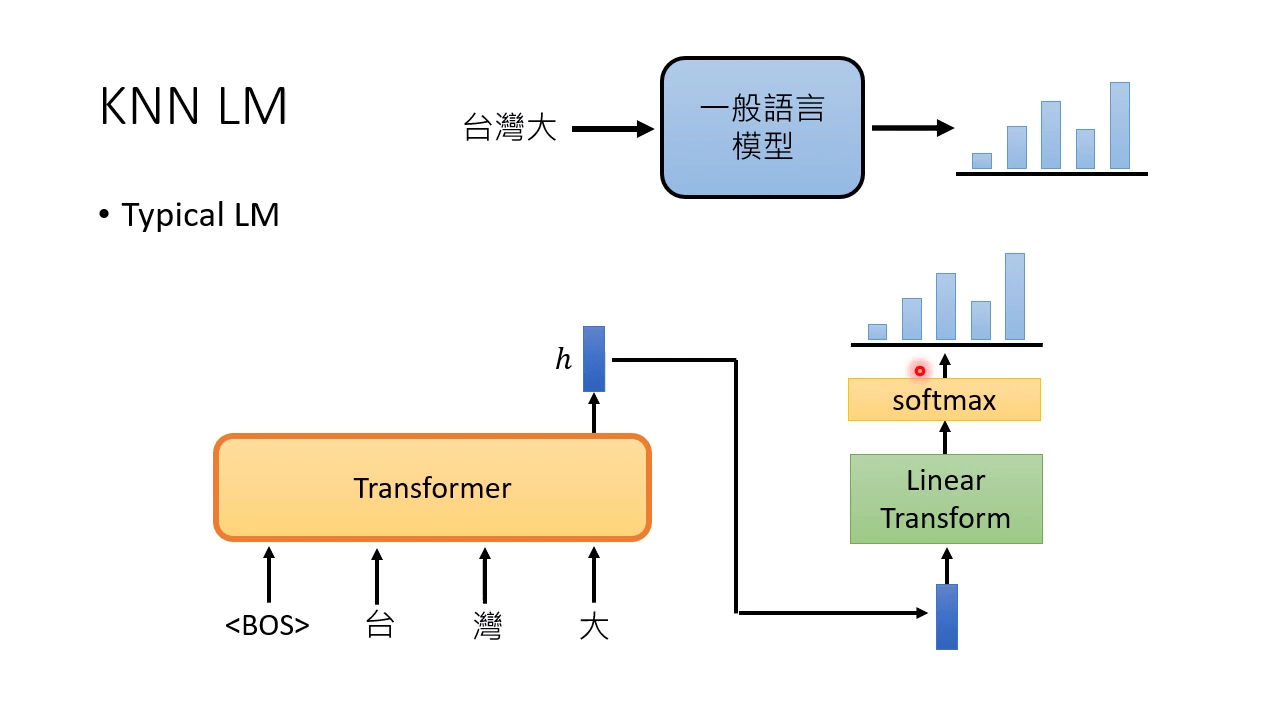 KNN LM
台灣大
一般語言
模型
• Typical LM
h
softmax
Transformer
Linear
Transform
<BOS>
台
灣
大